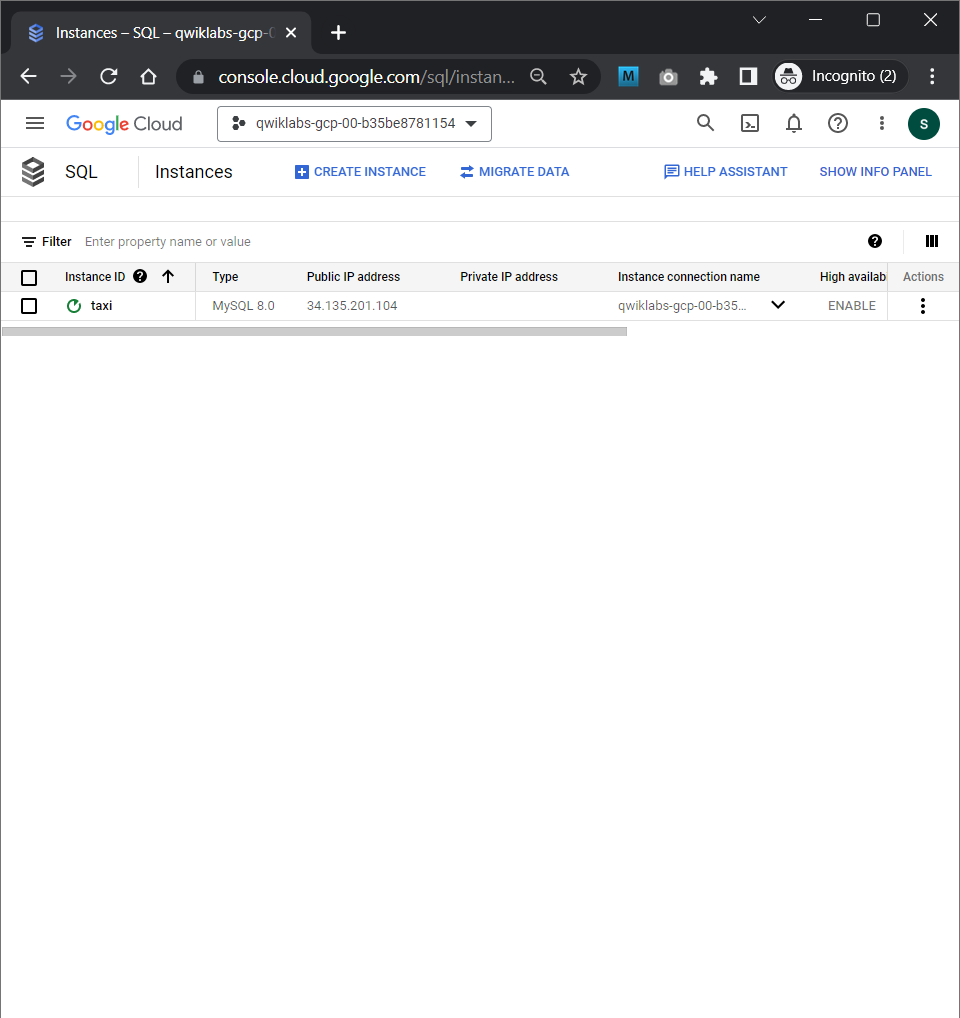 Instances – SQL – qwiklabs-gcp-0
console.cloud.google.com/sql/instan...
M
Incognito (2)
Google Cloud
qwiklabs-gcp-00-b35be8781154
S
SQL
Instances
CREATE INSTANCE
MIGRATE DATA
HELP ASSISTANT
SHOW INFO PANEL
Filter Enter property name or value
Instance ID Type Public IP address Private IP address Instance connection name High availab Actions
taxi MySQL 8.0 34.135.201.104 qwiklabs-gcp-00-b35... ENABLE